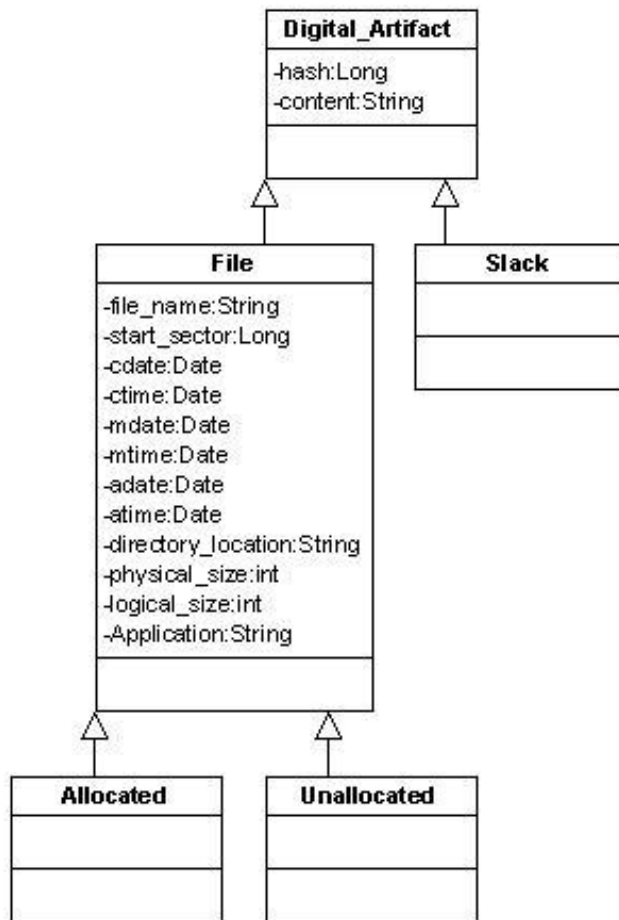 Digital_Artifact
-hash:Long
-content:String
File
-file_name:String
-start_sector:Long
-cdate:Date
-ctime:Date
-mdate:Date
-mtime:Date
-adate:Date
-atime:Date
-directory_location:String
-physical_size:int
-logical_size:int
-Application:String
Slack
Allocated
Unallocated